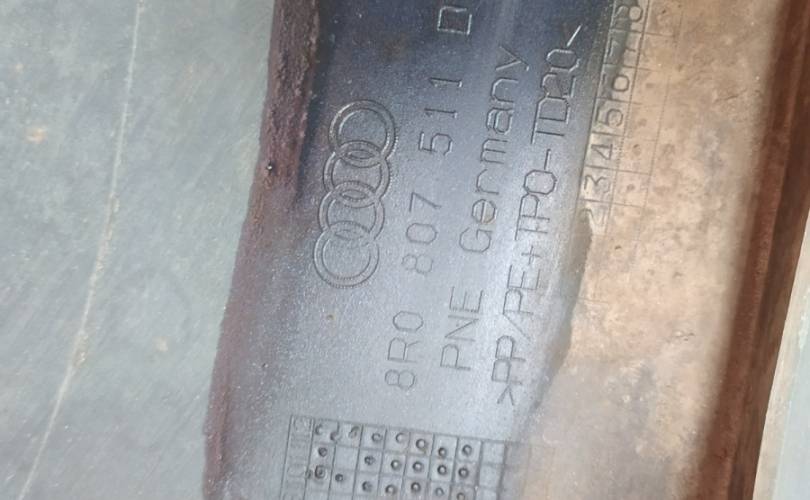 8R0 807 511 D
PNE Germany
>PP/PE+TPO-TD20<
2 3 4 5 6 7 8